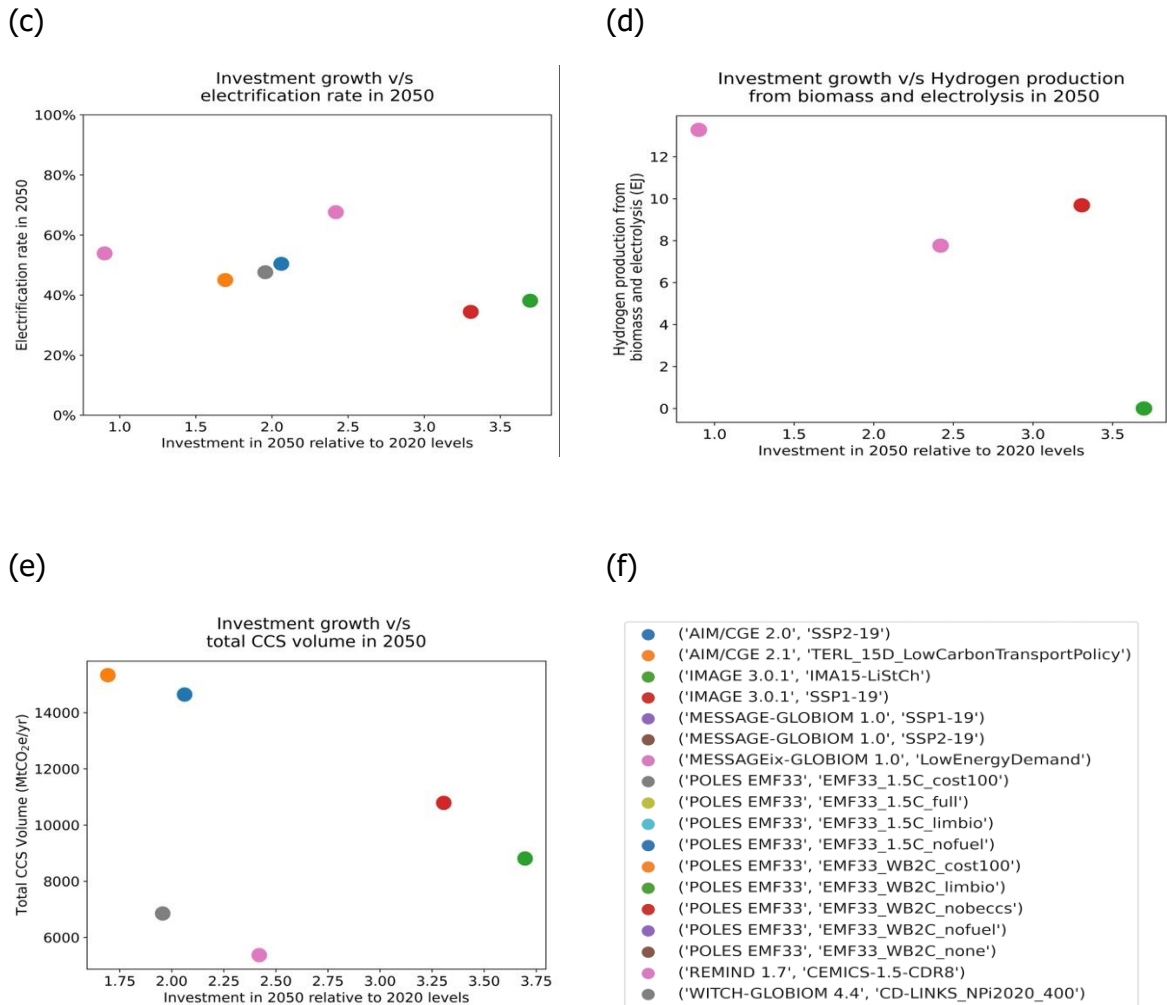 (c)
Investment growth v/s
electrification rate in 2050
100%
80%
60%
40%
20%
0%
Electrification rate in 2050
1.0 1.5 2.0 2.5 3.0 3.5
Investment in 2050 relative to 2020 levels
(d)
Investment growth v/s Hydrogen production
from biomass and electrolysis in 2050
12
10
8
6
4
2
0
Hydrogen production from
biomass and electrolysis (EJ)
1.0 1.5 2.0 2.5 3.0 3.5
Investment in 2050 relative to 2020 levels
(e)
Investment growth v/s
total CCS volume in 2050
14000
12000
10000
8000
6000
Total CCS Volume (MtCO₂e/yr)
1.75 2.00 2.25 2.50 2.75 3.00 3.25 3.50 3.75
Investment in 2050 relative to 2020 levels
(f)
('AIM/CGE 2.0', 'SSP2-19')
('AIM/CGE 2.1', 'TERL_15D_LowCarbonTransportPolicy')
('IMAGE 3.0.1', 'IMA15-LiStCh')
('IMAGE 3.0.1', 'SSP1-19')
('MESSAGE-GLOBIOM 1.0', 'SSP1-19')
('MESSAGE-GLOBIOM 1.0', 'SSP2-19')
('MESSAGEix-GLOBIOM 1.0', 'LowEnergyDemand')
('POLES EMF33', 'EMF33_1.5C_cost100')
('POLES EMF33', 'EMF33_1.5C_full')
('POLES EMF33', 'EMF33_1.5C_limbio')
('POLES EMF33', 'EMF33_1.5C_nofuel')
('POLES EMF33', 'EMF33_WB2C_cost100')
('POLES EMF33', 'EMF33_WB2C_limbio')
('POLES EMF33', 'EMF33_WB2C_nobeccs')
('POLES EMF33', 'EMF33_WB2C_nofuel')
('POLES EMF33', 'EMF33_WB2C_none')
('REMIND 1.7', 'CEMICS-1.5-CDR8')
('WITCH-GLOBIOM 4.4', 'CD-LINKS_NPi2020_400')